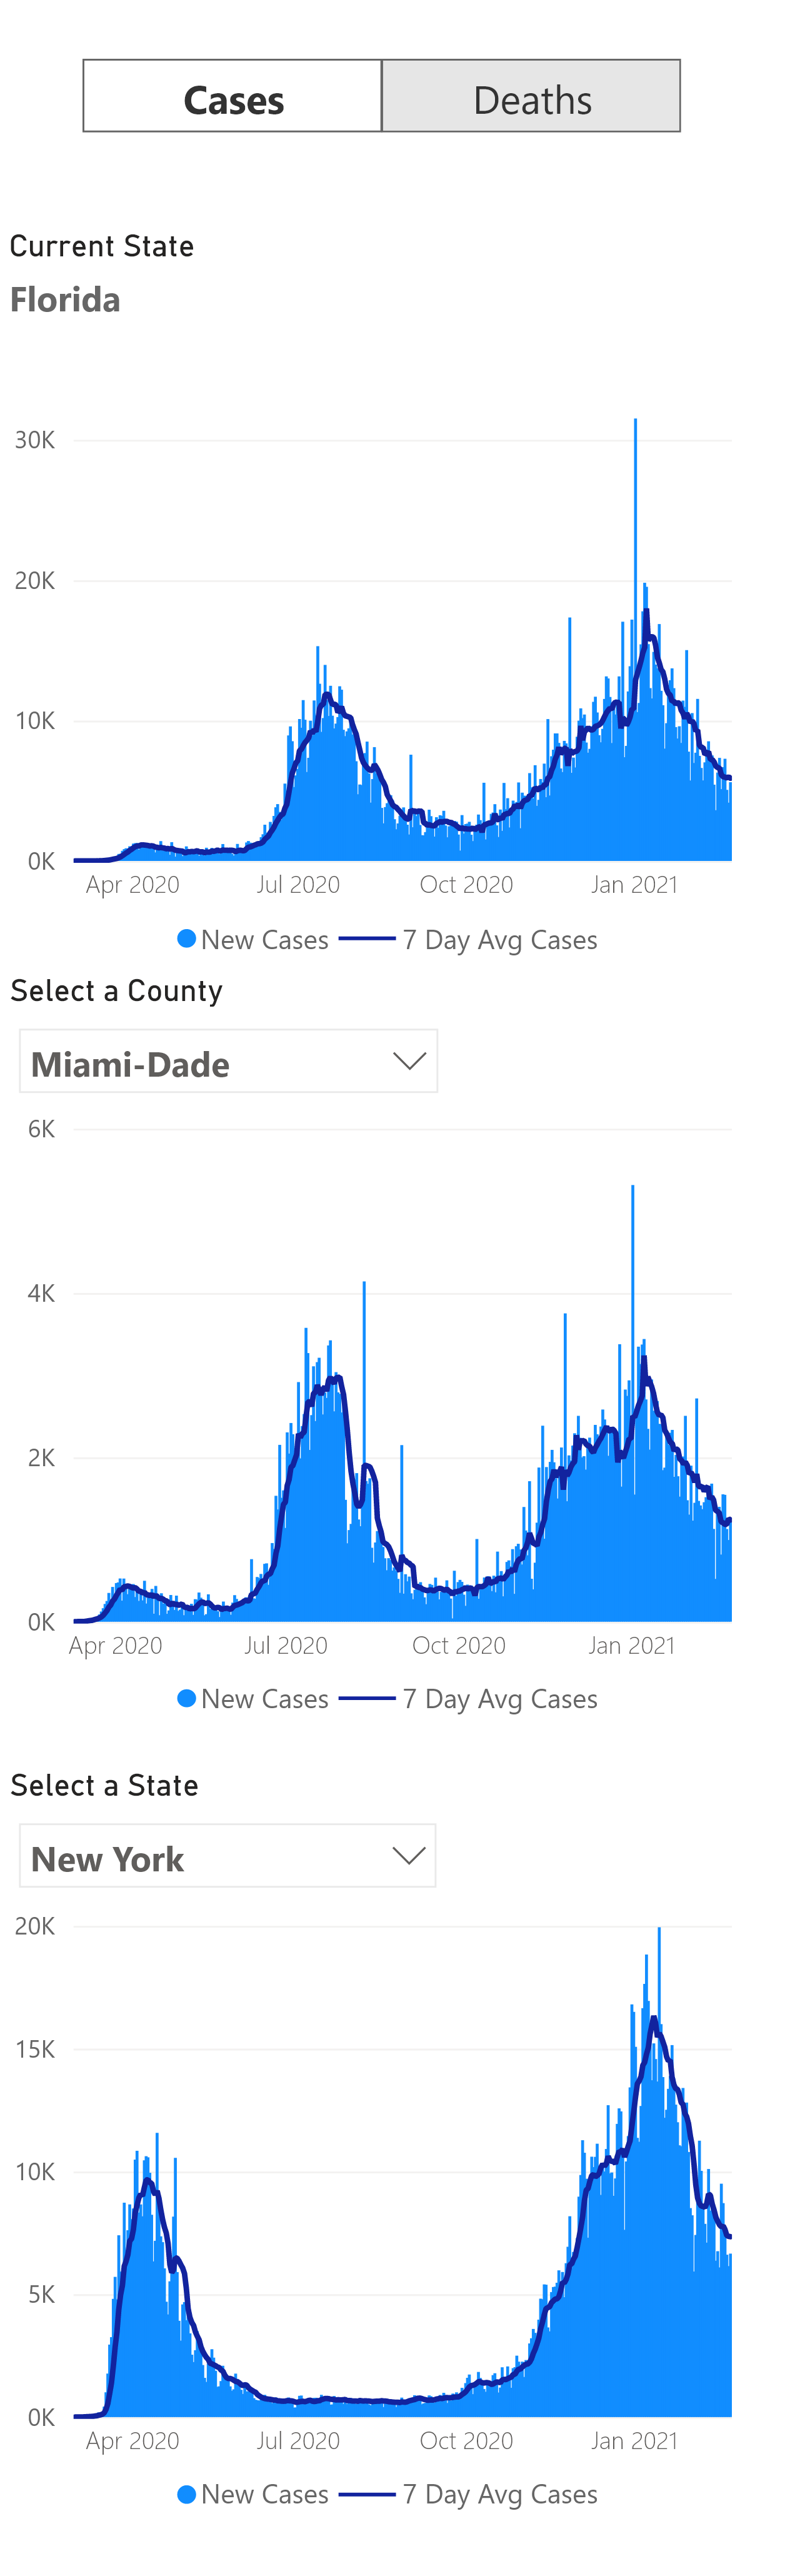 Cases Deaths
Current State
Florida
30K
20K
10K
0K
Apr 2020 Jul 2020 Oct 2020 Jan 2021
New Cases 7 Day Avg Cases
Select a County
Miami-Dade
6K
4K
2K
0K
Apr 2020 Jul 2020 Oct 2020 Jan 2021
New Cases 7 Day Avg Cases
Select a State
New York
20K
15K
10K
5K
0K
Apr 2020 Jul 2020 Oct 2020 Jan 2021
New Cases 7 Day Avg Cases